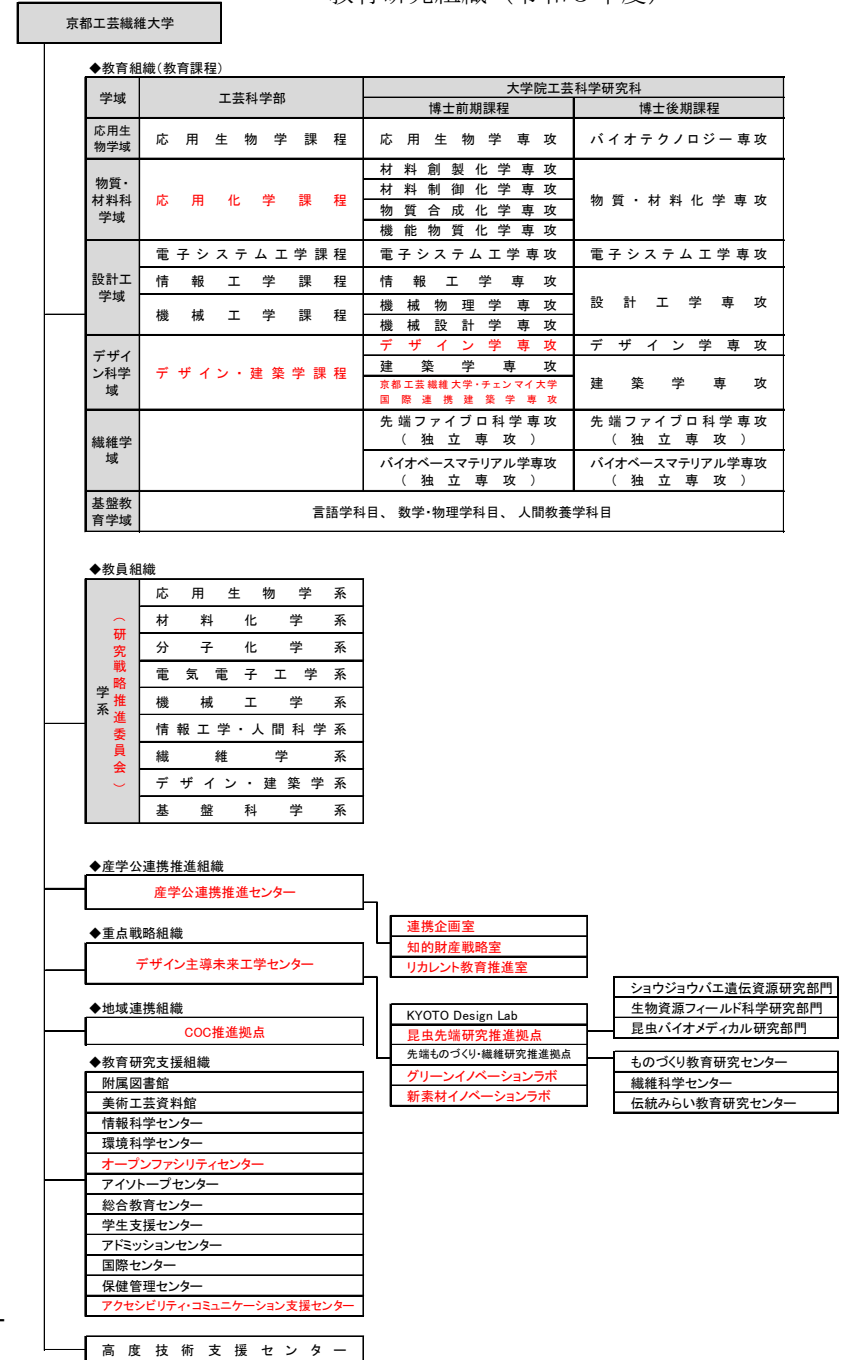 教育研究組織（令和５年度）
京都工芸繊維大学
◆教育組織(教育課程)
学域
工芸科学部
大学院工芸科学研究科
博士前期課程
博士後期課程
応用生
物学域
応用生物学課程
応用生物学専攻
バイオテクノロジー専攻
物質・
材料科
学域
応用化学課程
材料創製化学専攻
材料制御化学専攻
物質合成化学専攻
機能物質化学専攻
物質・材料化学専攻
設計工
学域
電子システム工学課程
電子システム工学専攻
電子システム工学専攻
情報工学課程
情報工学専攻
機械工学課程
機械物理学専攻
機械設計学専攻
設計工学専攻
デザイ
ン科学
域
デザイン・建築学課程
デザイン学専攻
デザイン学専攻
建築学専攻
京都工芸繊維大学・チェンマイ大学
国際連携建築学専攻
建築学専攻
繊維学
域
先端ファイブロ科学専攻
（独立専攻）
先端ファイブロ科学専攻
（独立専攻）
バイオベースマテリアル学専攻
（独立専攻）
バイオベースマテリアル学専攻
（独立専攻）
基盤教
育学域
言語学科目、数学・物理学科目、人間教養学科目
◆教員組織
学系
（研究戦略推進委員会）
応用生物学系
材料化学系
分子化学系
電気電子工学系
機械工学系
情報工学・人間科学系
繊維学系
デザイン・建築学系
基盤科学系
◆産学公連携推進組織
産学公連携推進センター
連携企画室
知的財産戦略室
リカレント教育推進室
◆重点戦略組織
デザイン主導未来工学センター
KYOTO Design Lab
昆虫先端研究推進拠点
先端ものづくり・繊維研究推進拠点
グリーンイノベーションラボ
新素材イノベーションラボ
ショウジョウバエ遺伝資源研究部門
生物資源フィールド科学研究部門
昆虫バイオメディカル研究部門
ものづくり教育研究センター
繊維科学センター
伝統みらい教育研究センター
◆地域連携組織
COC推進拠点
◆教育研究支援組織
附属図書館
美術工芸資料館
情報科学センター
環境科学センター
オープンファシリティセンター
アイソトープセンター
総合教育センター
学生支援センター
アドミッションセンター
国際センター
保健管理センター
アクセシビリティ・コミュニケーション支援センター
高度技術支援センター